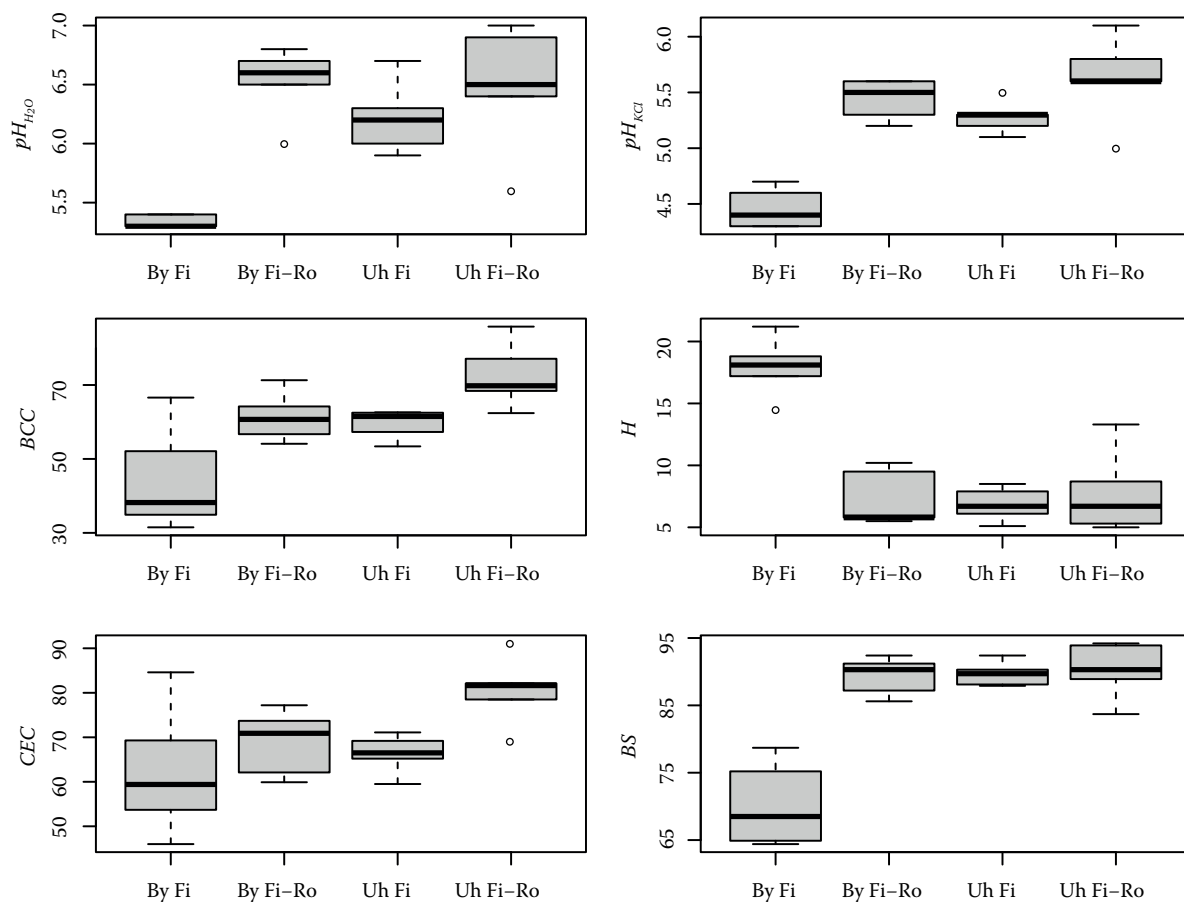 pH_H₂O
7.0
6.5
6.0
5.5
By Fi By Fi–Ro Uh Fi Uh Fi–Ro
pH_KCl
6.0
5.5
5.0
4.5
By Fi By Fi–Ro Uh Fi Uh Fi–Ro
BCC
70
50
30
By Fi By Fi–Ro Uh Fi Uh Fi–Ro
H
20
15
10
5
By Fi By Fi–Ro Uh Fi Uh Fi–Ro
CEC
90
80
70
60
50
By Fi By Fi–Ro Uh Fi Uh Fi–Ro
BS
95
85
75
65
By Fi By Fi–Ro Uh Fi Uh Fi–Ro